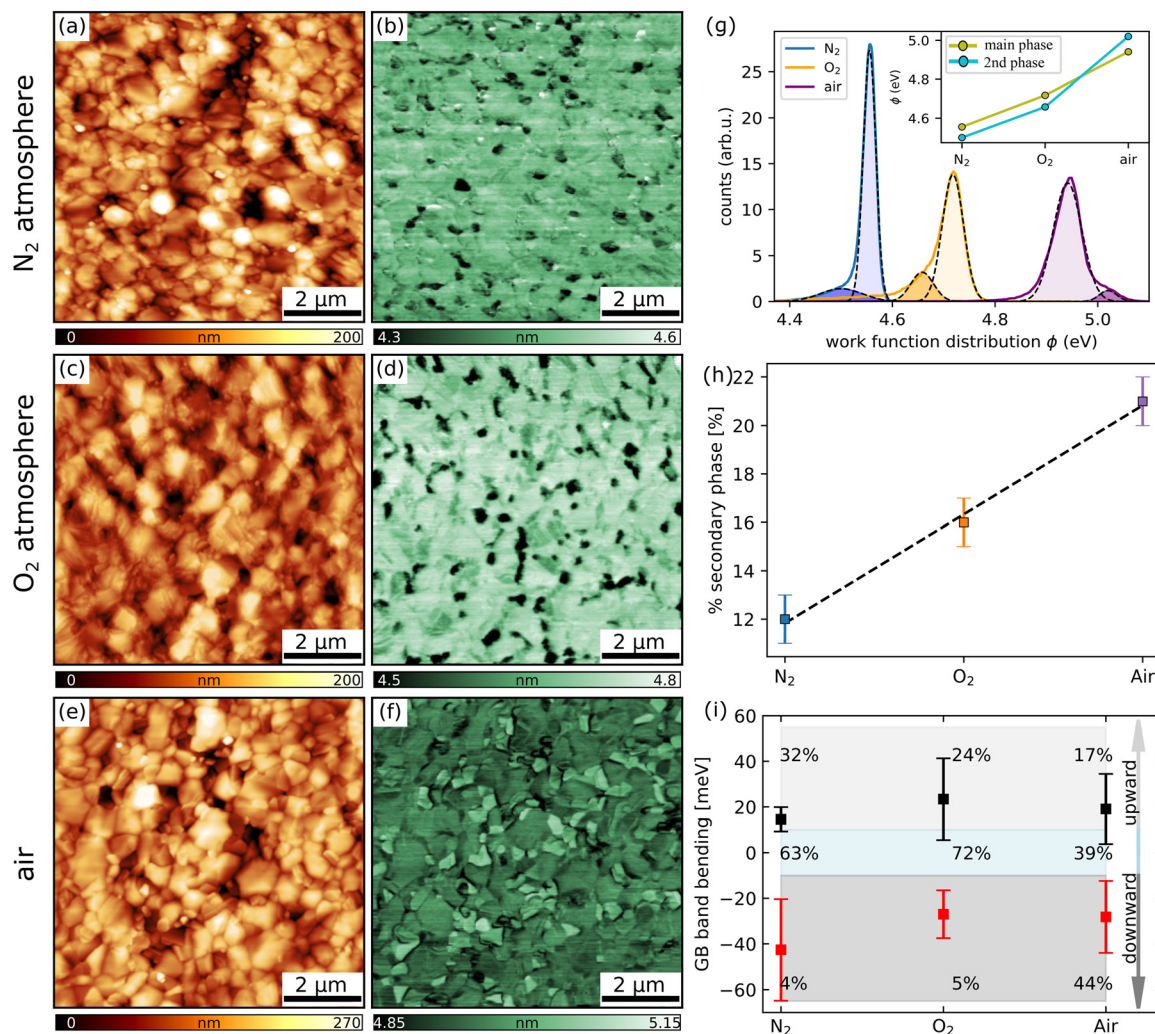 N₂ atmosphere
(a)
2 μm
0 nm 200
(b)
2 μm
4.3 nm 4.6
O₂ atmosphere
(c)
2 μm
0 nm 200
(d)
2 μm
4.5 nm 4.8
air
(e)
2 μm
0 nm 270
(f)
2 μm
4.85 nm 5.15
(g)
counts (arb.u.)
25
20
15
10
5
0
N₂
O₂
air
ϕ (eV)
5.0
4.8
4.6
main phase
2nd phase
N₂ O₂ air
4.4 4.6 4.8 5.0
work function distribution ϕ (eV)
(h)
% secondary phase [%]
22
20
18
16
14
12
N₂ O₂ Air
(i)
GB band bending [meV]
60
40
20
0
−20
−40
−60
32% 24% 17%
63% 72% 39%
4% 5% 44%
upward
downward
N₂ O₂ Air